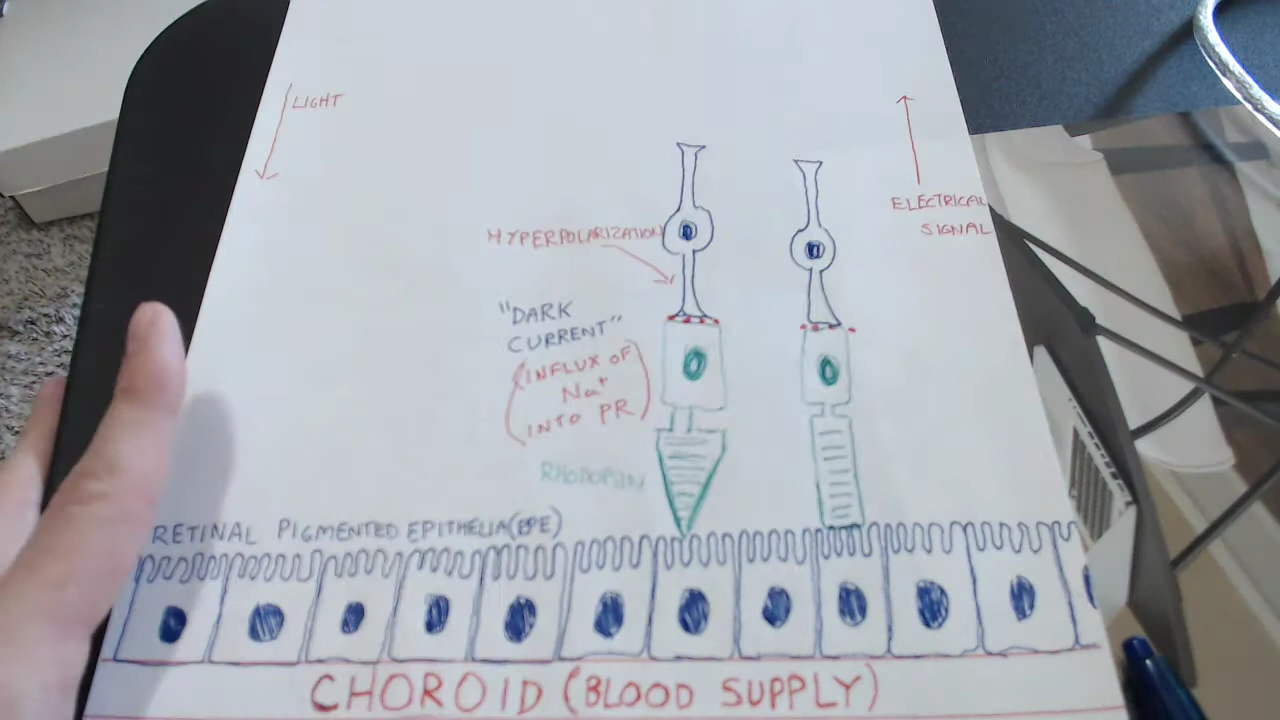 LIGHT
ELECTRICAL
SIGNAL
HYPERPOLARIZATION
"DARK
CURRENT"
(INFLUX OF
Na+
INTO PR)
RHODOPSIN
RETINAL PIGMENTED EPITHELIA (RPE)
CHOROID (BLOOD SUPPLY)